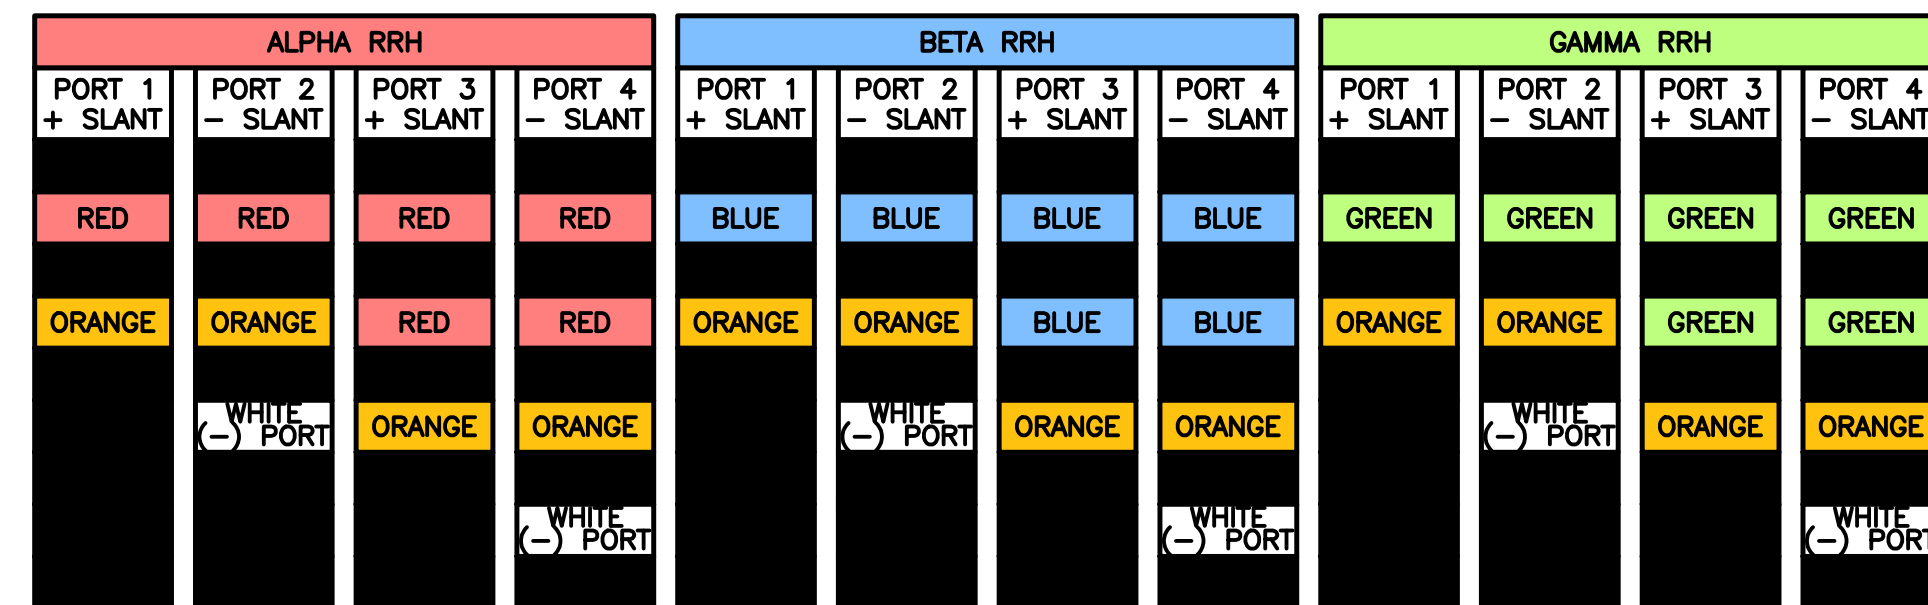 ALPHA RRH BETA RRH GAMMA RRH
PORT 1 PORT 2 PORT 3 PORT 4 PORT 1 PORT 2 PORT 3 PORT 4 PORT 1 PORT 2 PORT 3 PORT 4
+ SLANT - SLANT + SLANT - SLANT + SLANT - SLANT + SLANT - SLANT + SLANT - SLANT + SLANT - SLANT
RED RED RED RED BLUE BLUE BLUE BLUE GREEN GREEN GREEN GREEN
ORANGE ORANGE RED RED ORANGE ORANGE BLUE BLUE ORANGE ORANGE GREEN GREEN
WHITE WHITE WHITE
(-) PORT ORANGE ORANGE (-) PORT ORANGE ORANGE (-) PORT ORANGE ORANGE
WHITE WHITE WHITE
(-) PORT (-) PORT (-) PORT